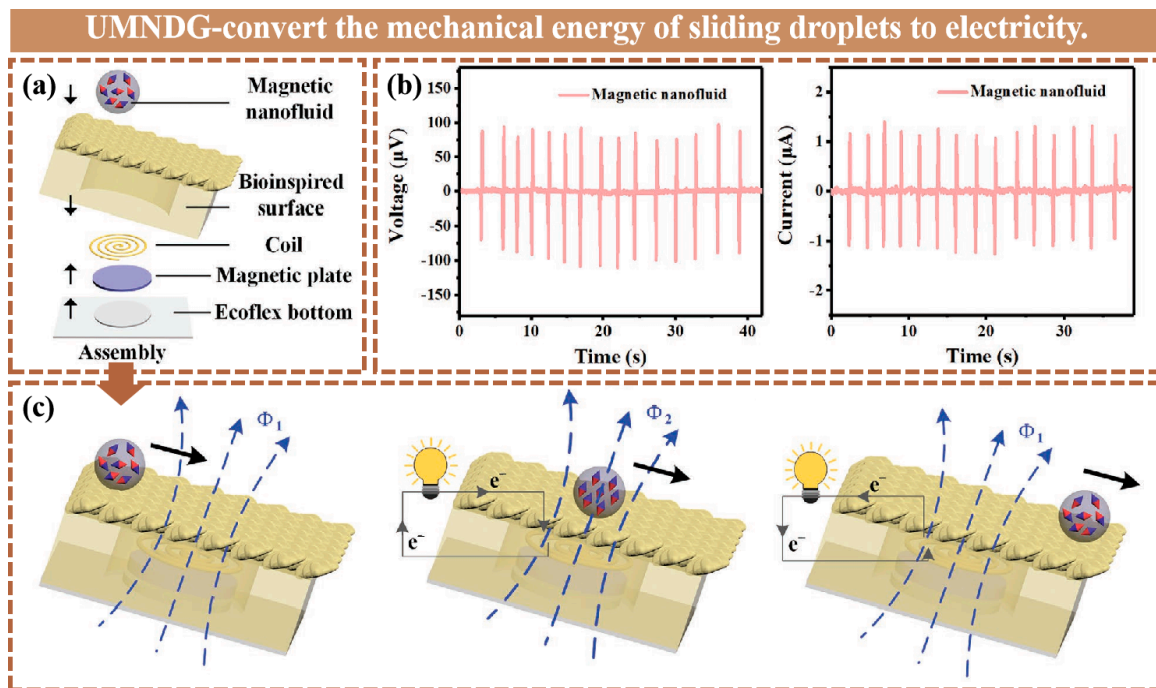 UMNDG-convert the mechanical energy of sliding droplets to electricity.
(a)
Magnetic
nanofluid
Bioinspired
surface
Coil
Magnetic plate
Ecoflex bottom
Assembly
(b)
Magnetic nanofluid
Voltage (μV)
150
100
50
0
-50
-100
-150
0 10 20 30 40
Time (s)
Magnetic nanofluid
Current (μA)
2
1
0
-1
-2
0 10 20 30
Time (s)
(c)
Φ1
Φ2
e⁻
e⁻
Φ1
e⁻
e⁻